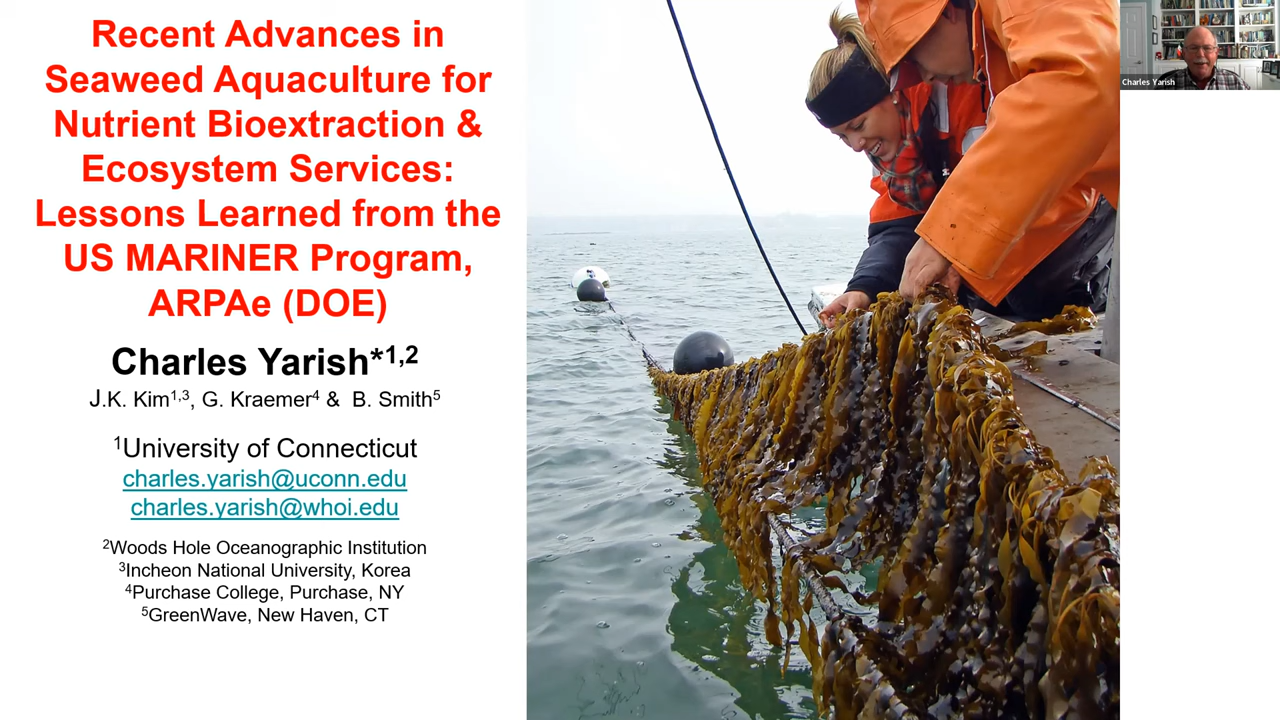 Recent Advances in
Seaweed Aquaculture for
Nutrient Bioextraction &
Ecosystem Services:
Lessons Learned from the
US MARINER Program,
ARPAe (DOE)
Charles Yarish*1,2
J.K. Kim1,3, G. Kraemer4 & B. Smith5
1University of Connecticut
charles.yarish@uconn.edu
charles.yarish@whoi.edu
2Woods Hole Oceanographic Institution
3Incheon National University, Korea
4Purchase College, Purchase, NY
5GreenWave, New Haven, CT
Charles Yarish